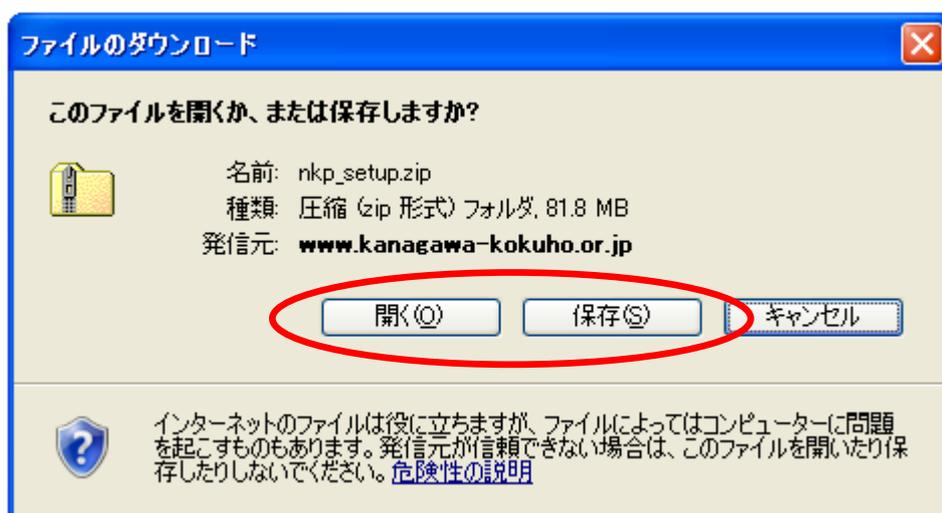 ファイルのダウンロード
このファイルを開くか、または保存しますか?
名前: nkp_setup.zip
種類: 圧縮 (zip 形式) フォルダ, 81.8 MB
発信元: www.kanagawa-kokuho.or.jp
開く(O) 保存(S) キャンセル
インターネットのファイルは役に立ちますが、ファイルによってはコンピューターに問題
を起こすものもあります。発信元が信頼できない場合は、このファイルを開いたり保
存したりしないでください。危険性の説明